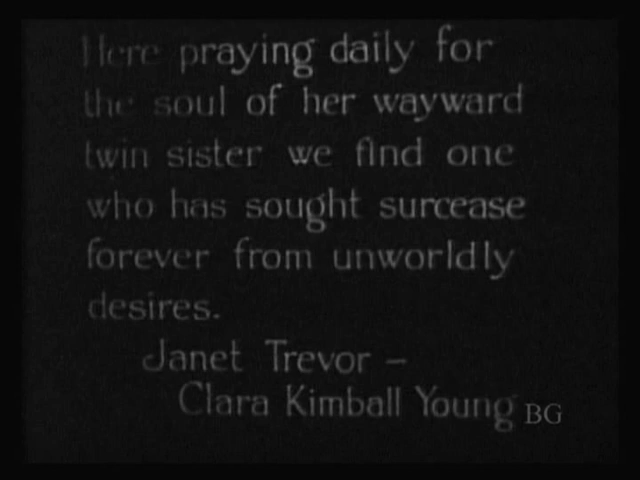 Here praying daily for
the soul of her wayward
twin sister we find one
who has sought surcease
forever from unworldly
desires.
Janet Trevor –
Clara Kimball Young
BG